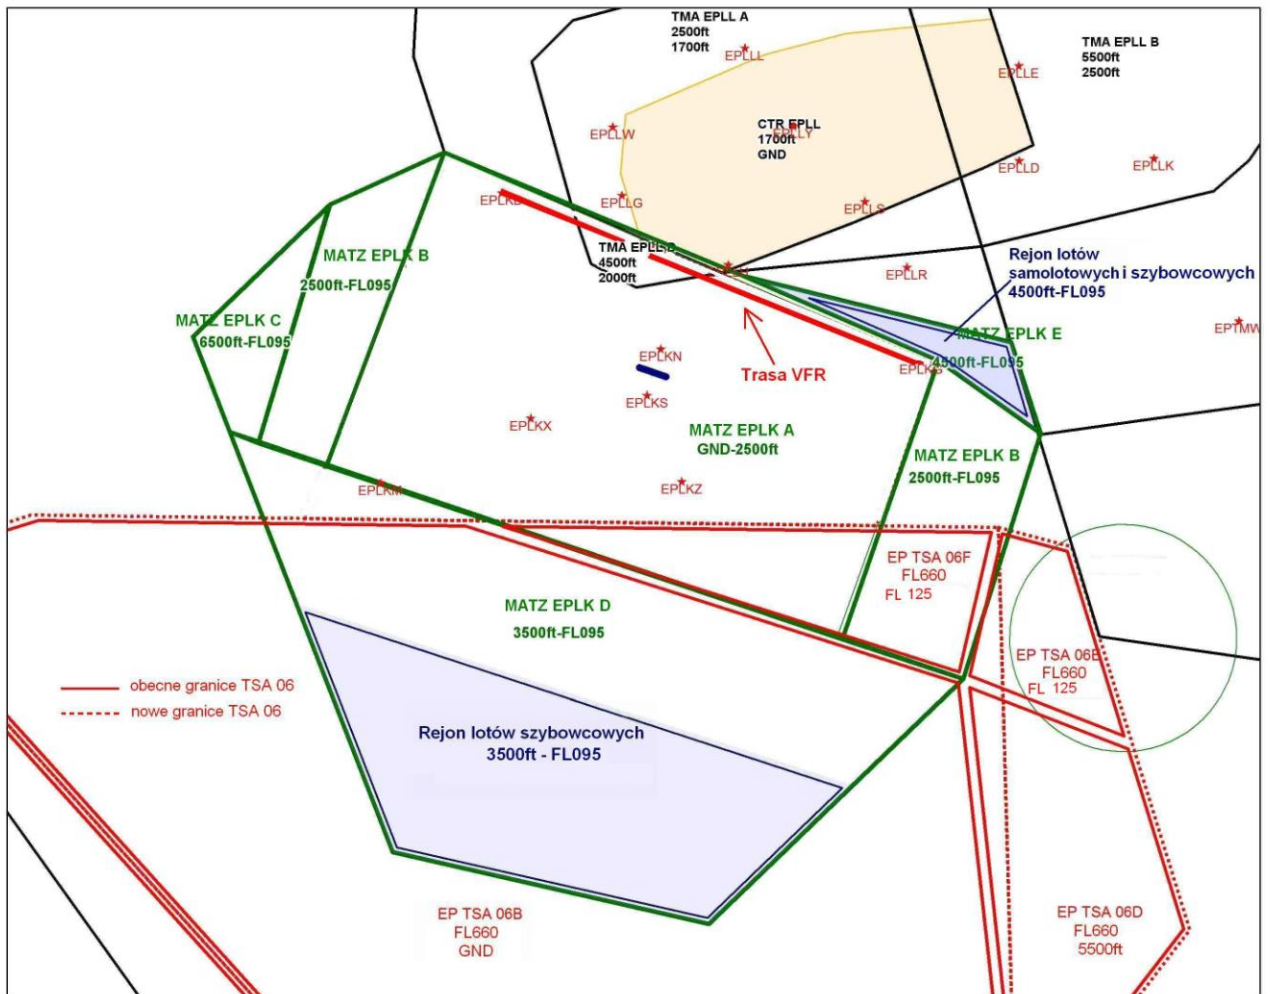 TMA EPLL A
2500ft
1700ft
EPLLL
TMA EPLL B
5500ft
2500ft
EPLLE
EPLLW
CTR EPLL
EPLLY
1700ft
GND
EPLLD
EPLLK
EPLLG
EPLLS
TMA EPLL
4500ft
2000ft
EPLLR
Rejon lotów
samolotowych i szybowcowych
4500ft-FL095
MATZ EPLK B
2500ft-FL095
MATZ EPLK C
6500ft-FL095
MATZ EPLK E
4500ft-FL095
EPTMW
EPLKN
EPLKS
EPLKX
Trasa VFR
MATZ EPLK A
GND-2500ft
MATZ EPLK B
2500ft-FL095
EPLKM
EPLKZ
EP TSA 06F
FL660
FL 125
MATZ EPLK D
3500ft-FL095
EP TSA 06E
FL660
FL 125
obecne granice TSA 06
nowe granice TSA 06
Rejon lotów szybowcowych
3500ft - FL095
EP TSA 06B
FL660
GND
EP TSA 06D
FL660
5500ft